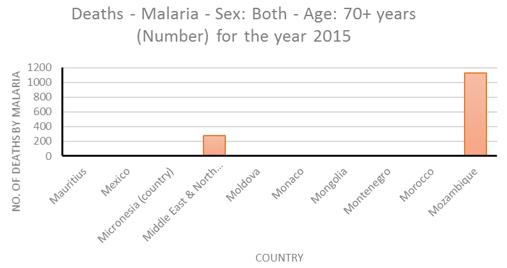 Deaths - Malaria - Sex: Both - Age: 70+ years
(Number) for the year 2015
NO. OF DEATHS BY MALARIA
1200
1000
800
600
400
200
0
Mauritius
Mexico
Micronesia (country)
Middle East & North...
Moldova
Monaco
Mongolia
Montenegro
Morocco
Mozambique
COUNTRY